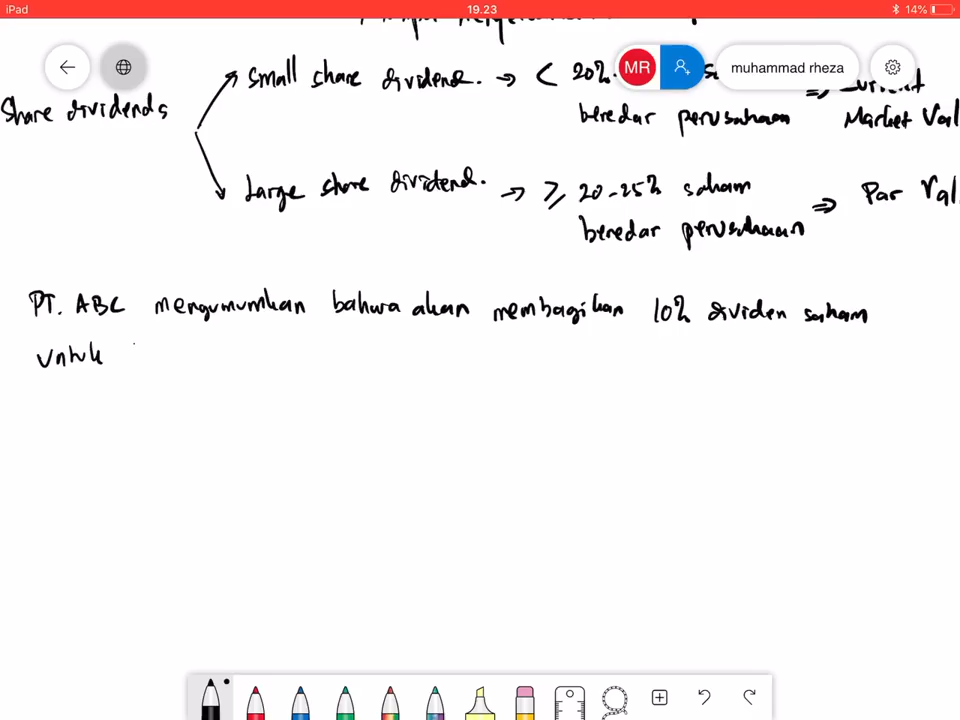 iPad 19.23 14%
MR muhammad rheza
small share dividend. → < 20%.
Share dividends
beredar perusahaan Market Val
Large share dividend. → ≥ 20-25% saham ⇒ Par Val
beredar perusahaan
PT. ABC mengumumkan bahwa akan membagikan 10% dividen saham
untuk